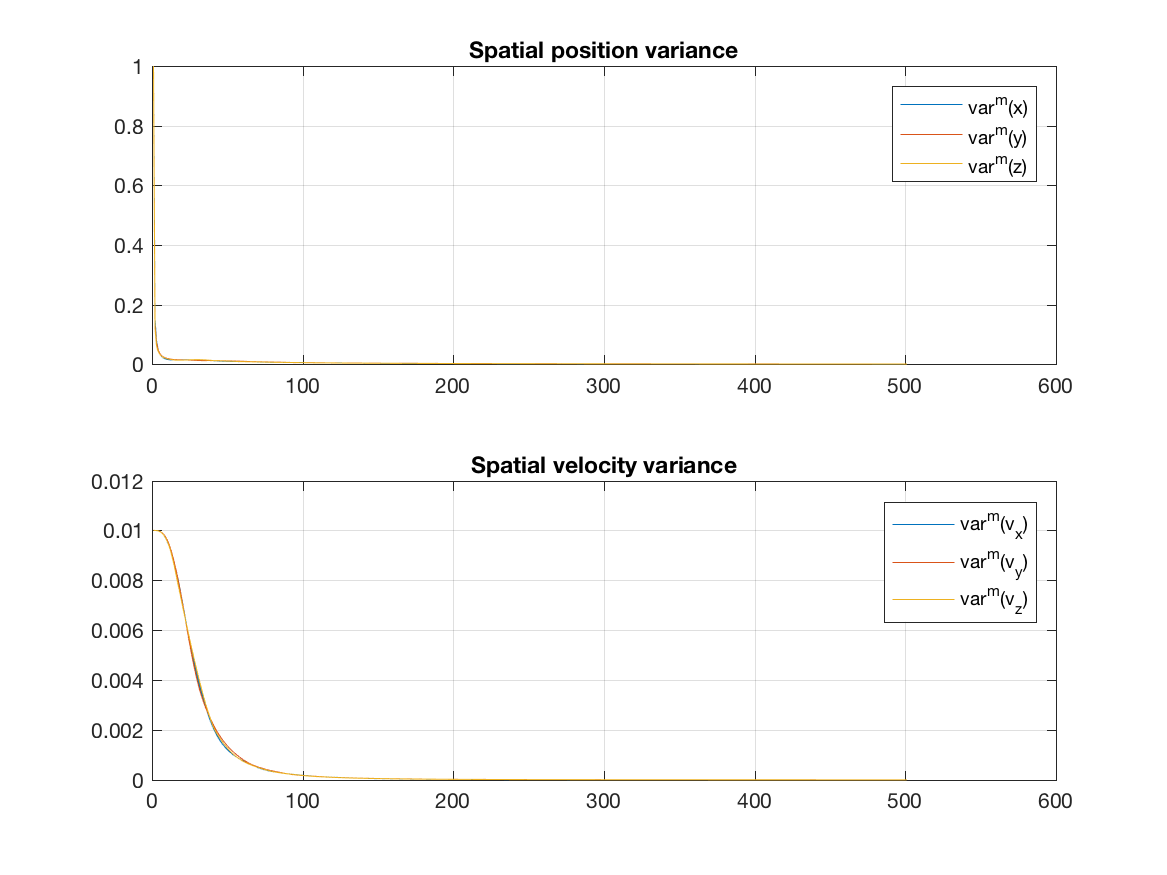 Spatial position variance
1
0.8
0.6
0.4
0.2
0
0 100 200 300 400 500 600
var^m(x)
var^m(y)
var^m(z)
Spatial velocity variance
0.012
0.01
0.008
0.006
0.004
0.002
0
0 100 200 300 400 500 600
var^m(v_x)
var^m(v_y)
var^m(v_z)